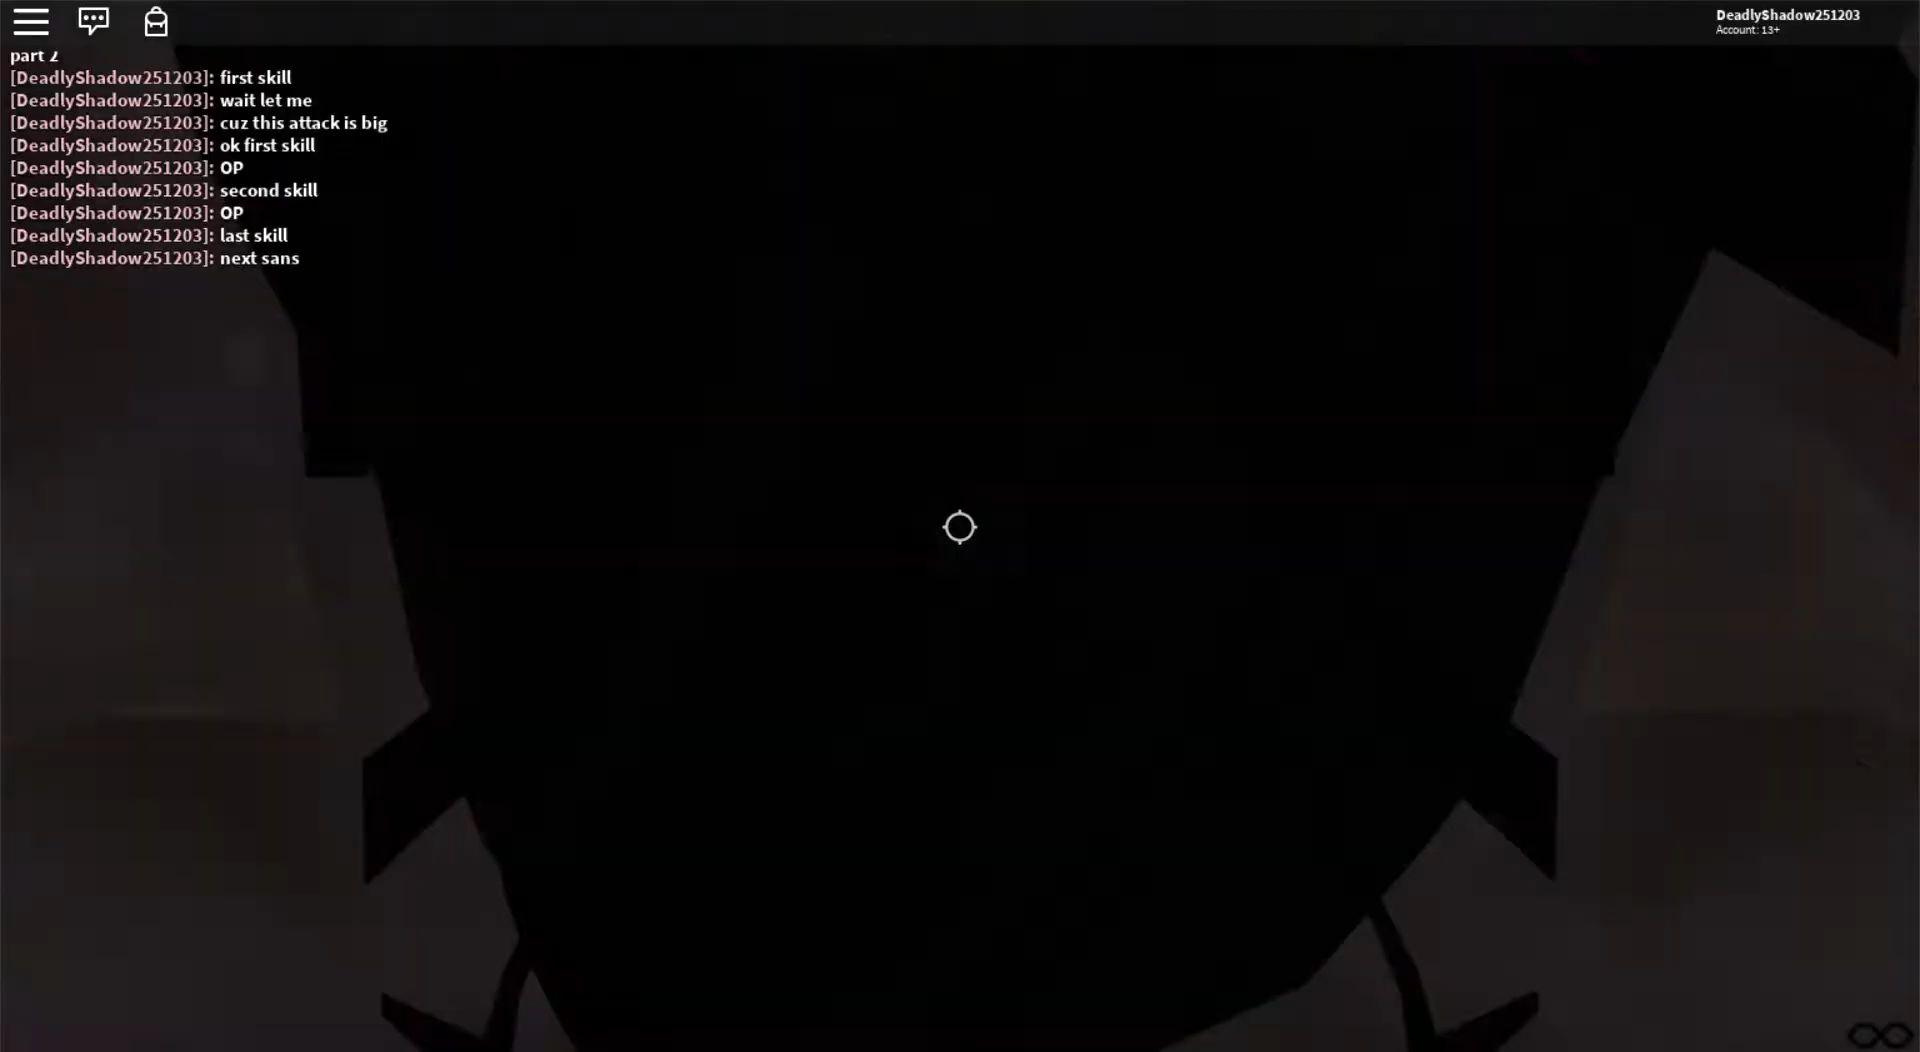 DeadlyShadow251203
Account: 13+
part 2
[DeadlyShadow251203]: first skill
[DeadlyShadow251203]: wait let me
[DeadlyShadow251203]: cuz this attack is big
[DeadlyShadow251203]: ok first skill
[DeadlyShadow251203]: OP
[DeadlyShadow251203]: second skill
[DeadlyShadow251203]: OP
[DeadlyShadow251203]: last skill
[DeadlyShadow251203]: next sans